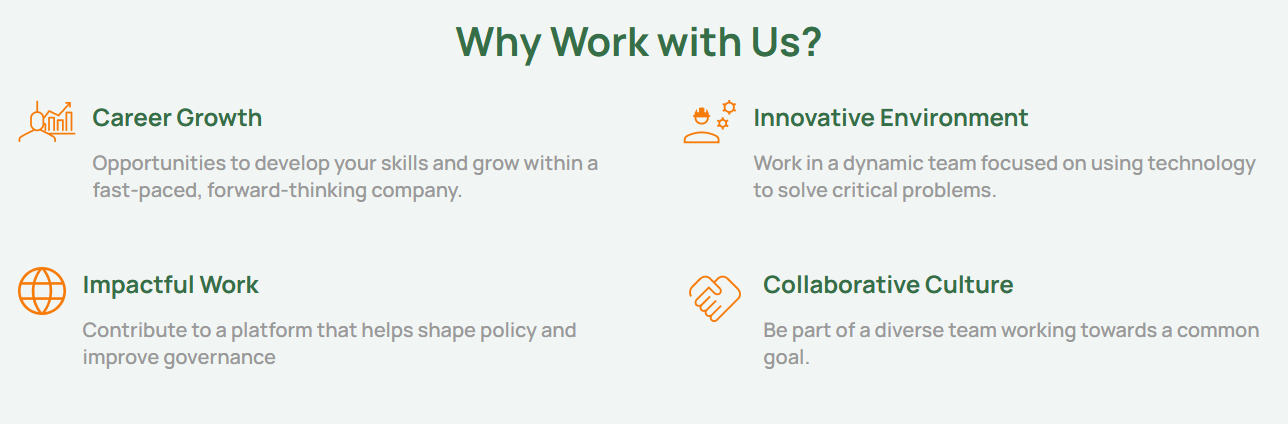 Why Work with Us?
Career Growth
Opportunities to develop your skills and grow within a
fast-paced, forward-thinking company.
Innovative Environment
Work in a dynamic team focused on using technology
to solve critical problems.
Impactful Work
Contribute to a platform that helps shape policy and
improve governance
Collaborative Culture
Be part of a diverse team working towards a common
goal.